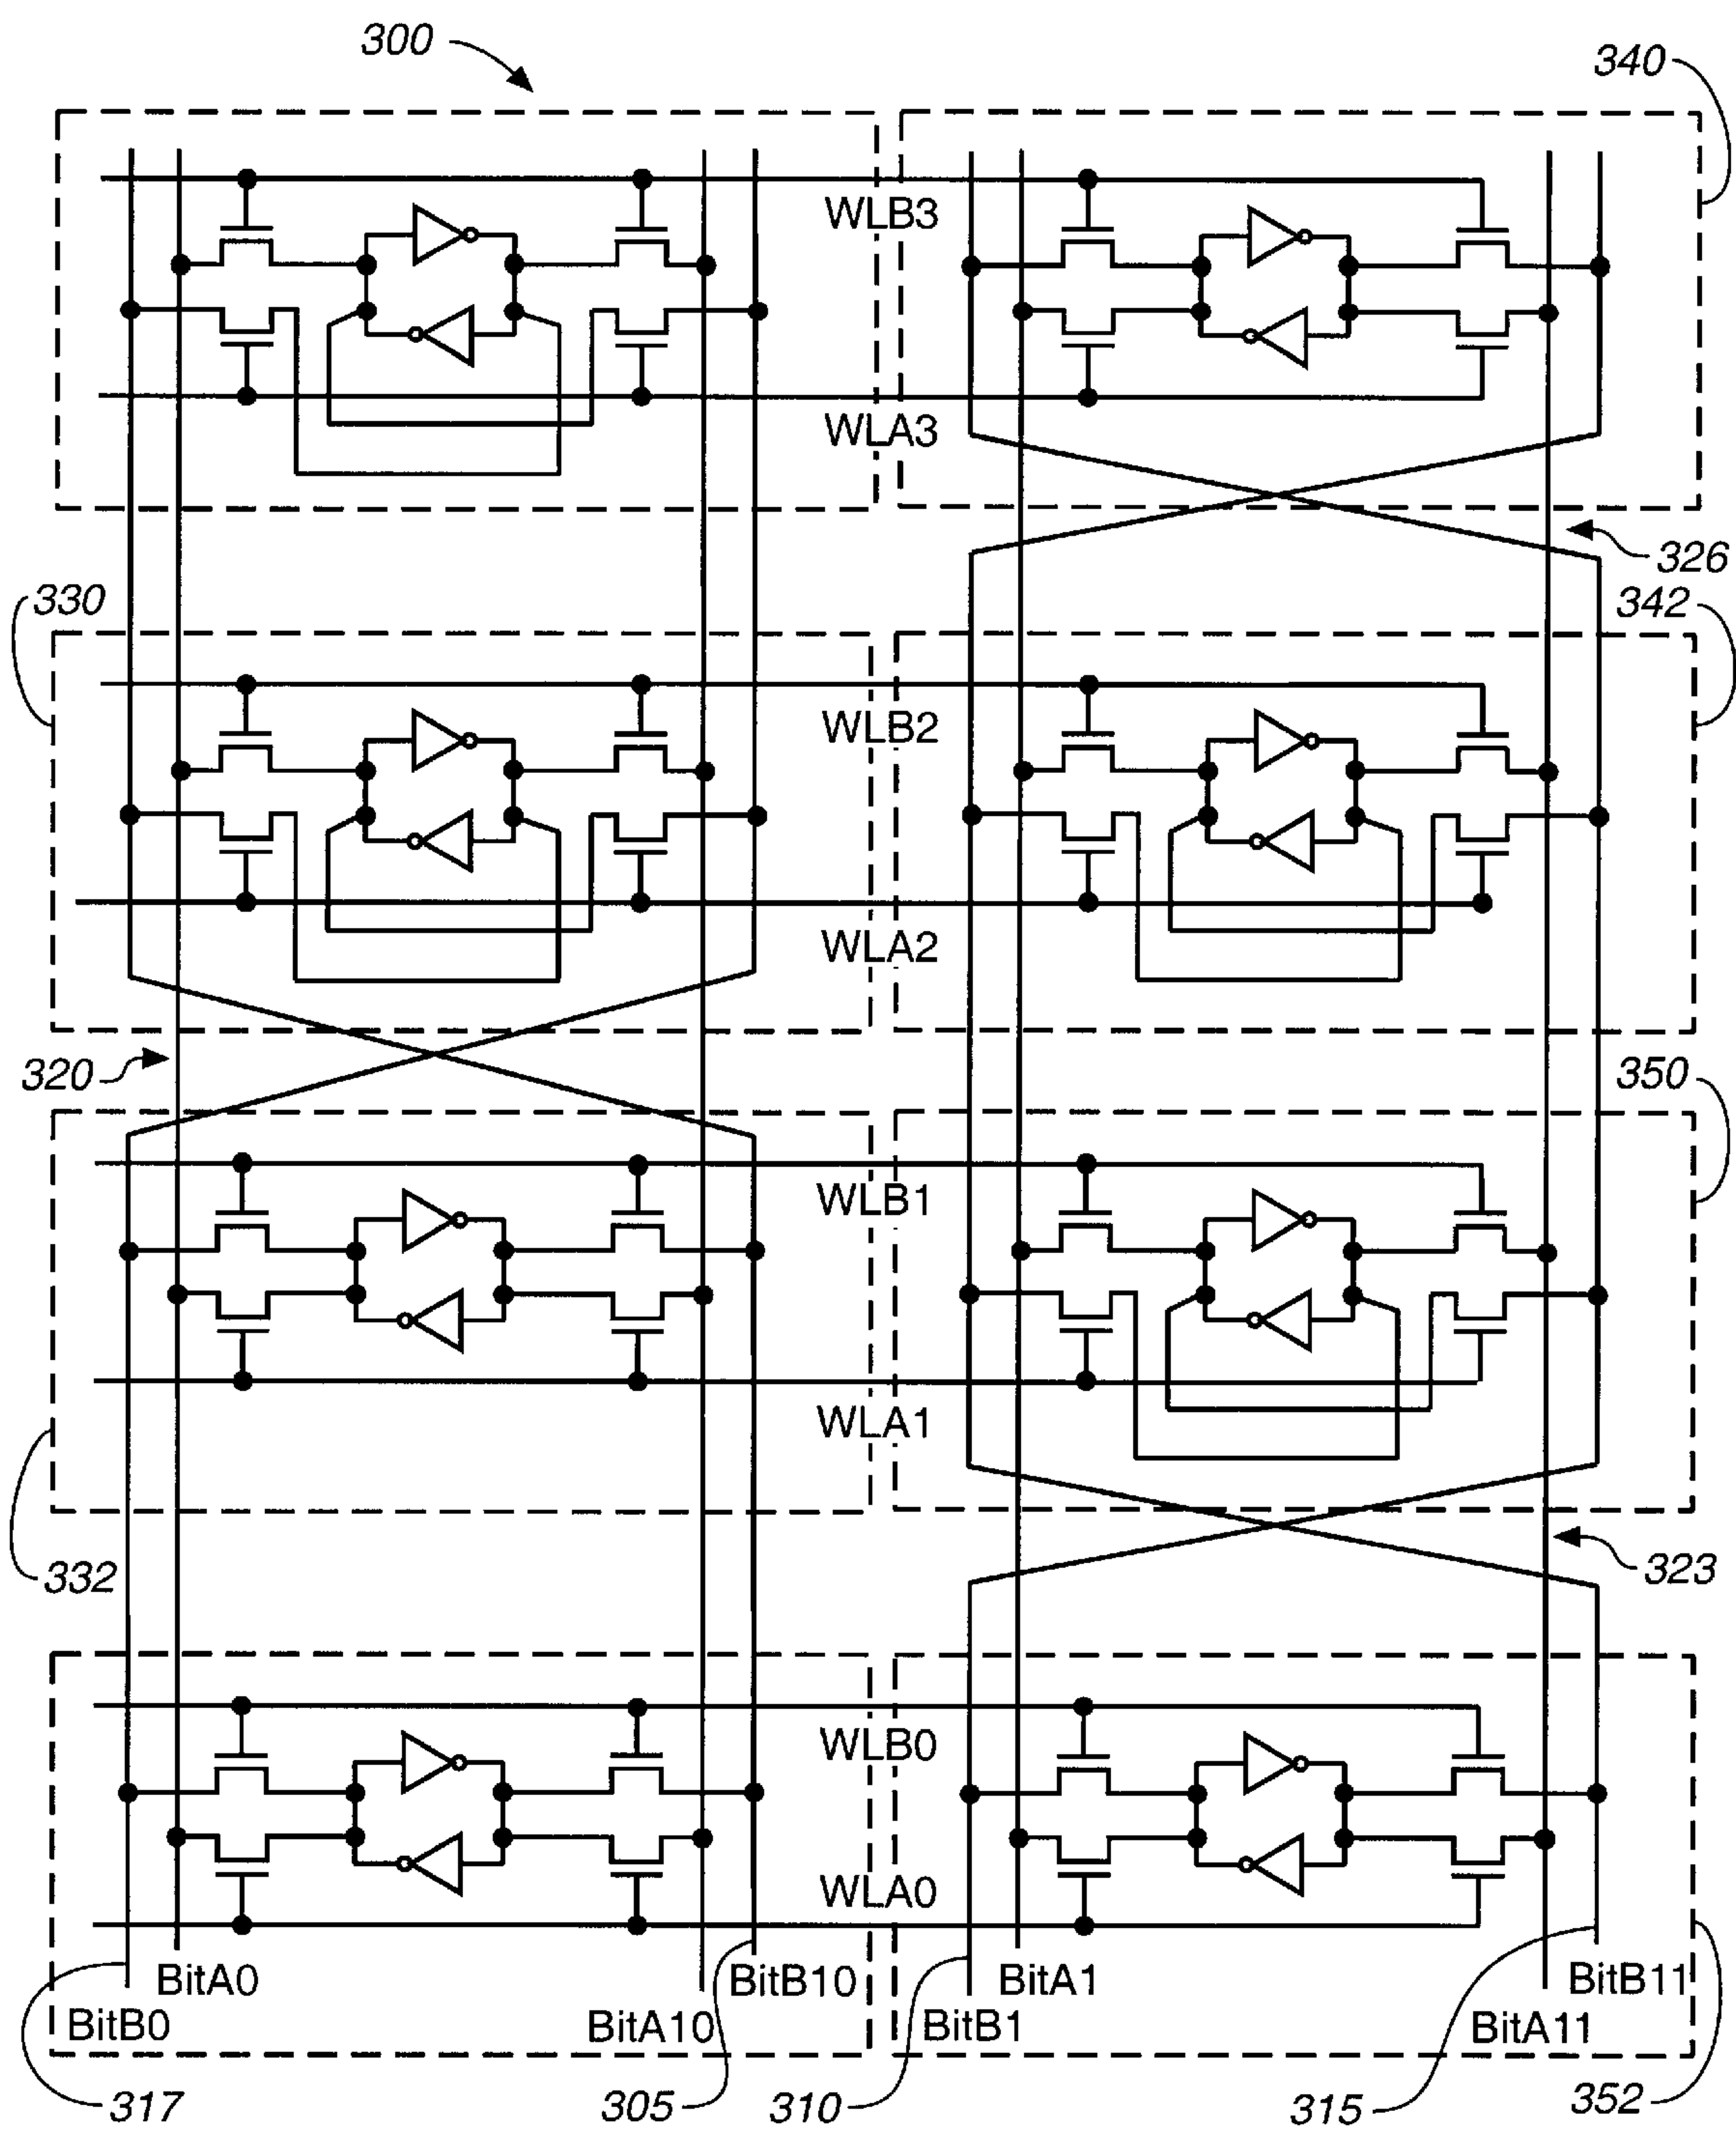 300
340
WLB3
WLA3
326
330
342
WLB2
WLA2
320
350
WLB1
WLA1
332
323
WLB0
WLA0
BitA0
BitB10
BitA1
BitB11
BitB0
BitA10
BitB1
BitA11
317
305
310
315
352